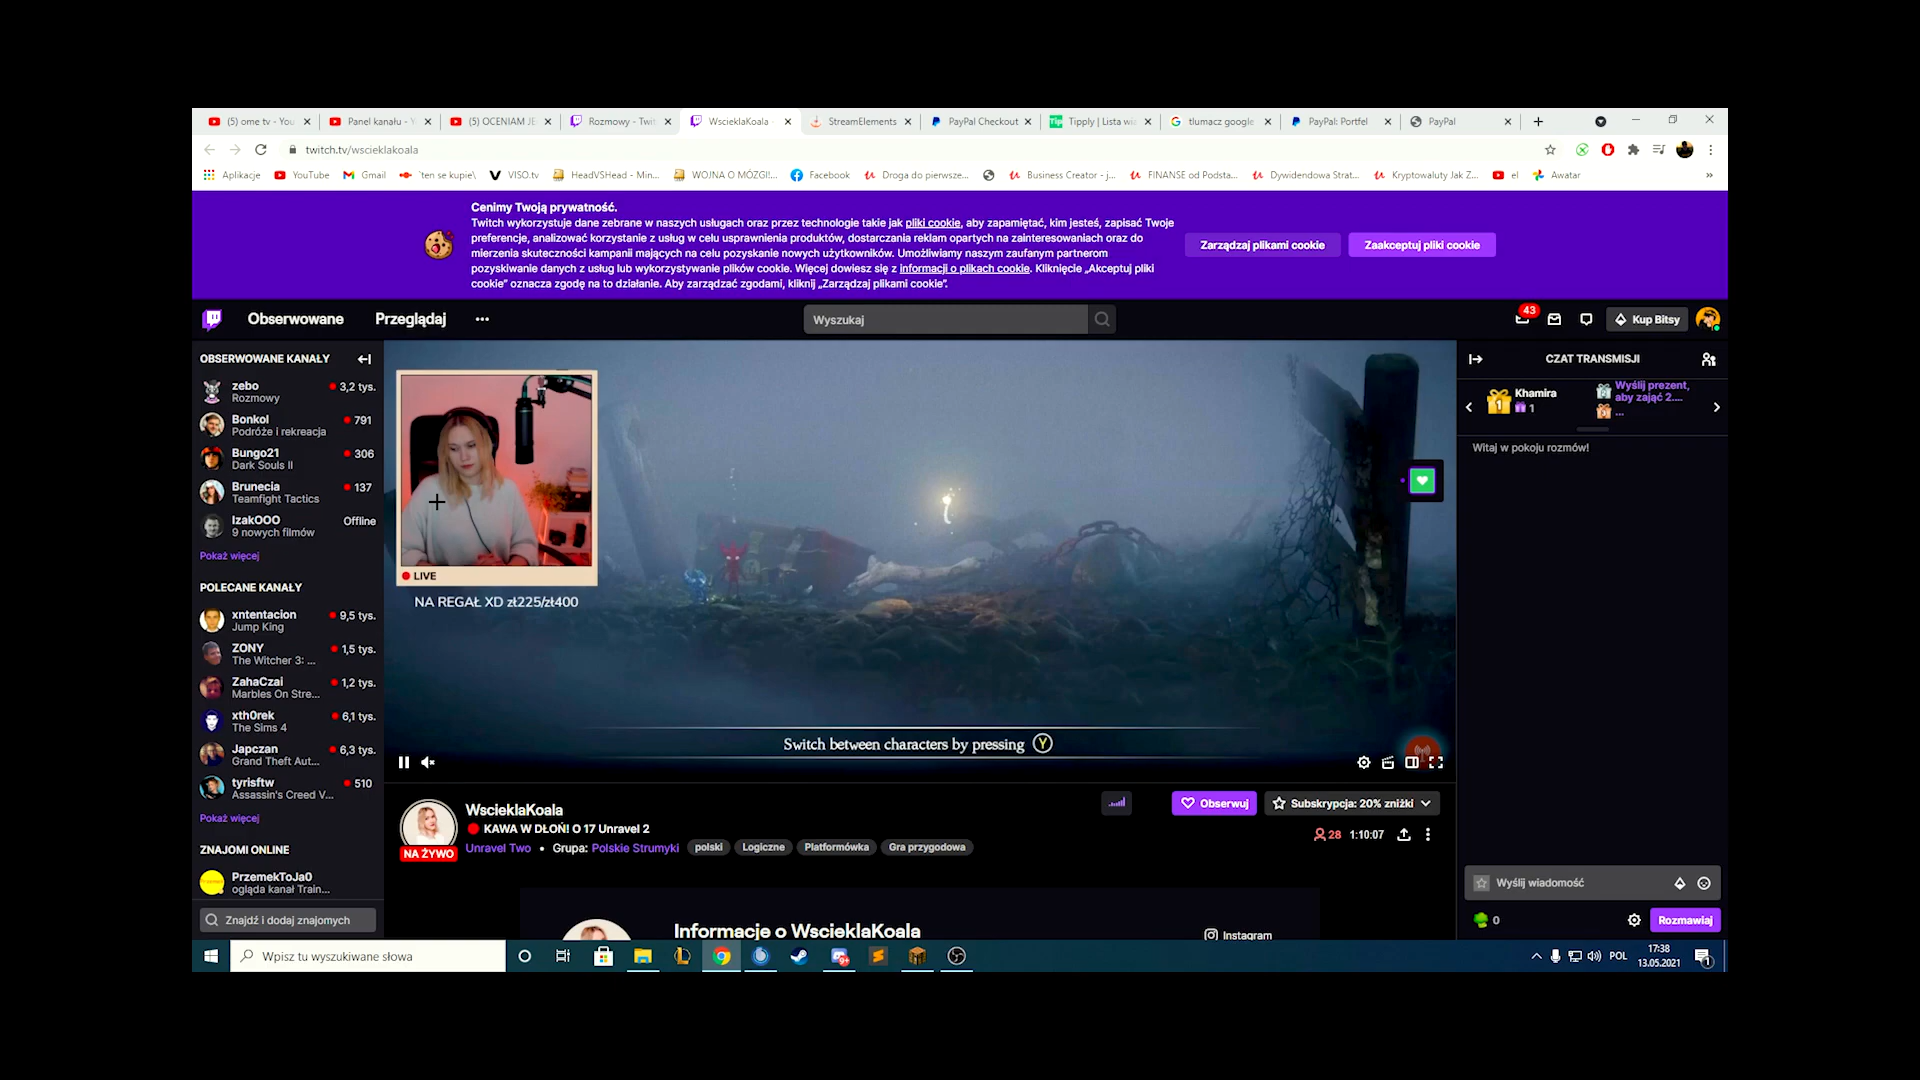 (5) ome tv - You
Panel kanału - Y
(5) OCENIAM JE
Rozmowy - Twit
WscieklaKoala -
StreamElements
PayPal Checkout
Tipply | Lista wi
tlumacz google
PayPal: Portfel
PayPal
twitch.tv/wscieklakoala
Aplikacje
YouTube
Gmail
`ten se kupie\
VISO.tv
HeadVSHead - Min...
WOJNA O MÓZG!...
Facebook
Droga do pierwsze...
Business Creator - j...
FINANSE od Podsta...
Dywidendowa Strat...
Kryptowaluty Jak Z...
el
Awatar
Cenimy Twoją prywatność.
Twitch wykorzystuje dane zebrane w naszych usługach oraz przez technologie takie jak pliki cookie, aby zapamiętać, kim jesteś, zapisać Twoje
preferencje, analizować korzystanie z usług w celu usprawnienia produktów, dostarczania reklam opartych na zainteresowaniach oraz do
mierzenia skuteczności kampanii mających na celu pozyskanie nowych użytkowników. Umożliwiamy naszym zaufanym partnerom
pozyskiwanie danych z usług lub wykorzystywanie plików cookie. Więcej dowiesz się z informacji o plikach cookie. Kliknięcie „Akceptuj pliki
cookie” oznacza zgodę na to działanie. Aby zarządzać zgodami, kliknij „Zarządzaj plikami cookie”.
Zarządzaj plikami cookie
Zaakceptuj pliki cookie
Obserwowane
Przeglądaj
Wyszukaj
43
Kup Bitsy
OBSERWOWANE KANAŁY
zebo 3,2 tys.
Rozmowy
Bonkol 791
Podróże i rekreacja
Bungo21 306
Dark Souls II
Brunecia 137
Teamfight Tactics
IzakOOO Offline
9 nowych filmów
Pokaż więcej
POLECANE KANAŁY
xntentacion 9,5 tys.
Jump King
ZONY 1,5 tys.
The Witcher 3: ...
ZahaCzai 1,2 tys.
Marbles On Stre...
xth0rek 6,1 tys.
The Sims 4
Japczan 6,3 tys.
Grand Theft Aut...
tyrisftw 510
Assassin's Creed V...
Pokaż więcej
ZNAJOMI ONLINE
PrzemekToJa0
ogląda kanał Train...
Znajdź i dodaj znajomych
LIVE
NA REGAŁ XD zł225/zł400
Switch between characters by pressing Y
WscieklaKoala
KAWA W DŁOŃ! O 17 Unravel 2
NA ŻYWO
Unravel Two • Grupa: Polskie Strumyki
polski
Logiczne
Platformówka
Gra przygodowa
Obserwuj
Subskrypcja: 20% zniżki
28
1:10:07
Informacje o WscieklaKoala
Instagram
CZAT TRANSMISJI
1
Khamira
1
Wyślij prezent,
aby zająć 2....
...
Witaj w pokoju rozmów!
Wyślij wiadomość
0
Rozmawiaj
Wpisz tu wyszukiwane słowa
9+
POL
17:38
13.05.2021
1